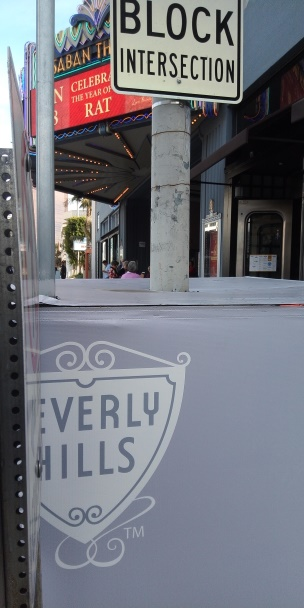 BLOCK
INTERSECTION
SABAN TH
CELEBRA
THE YEAR OF
RAT
N
S
EVERLY
HILLS
TM